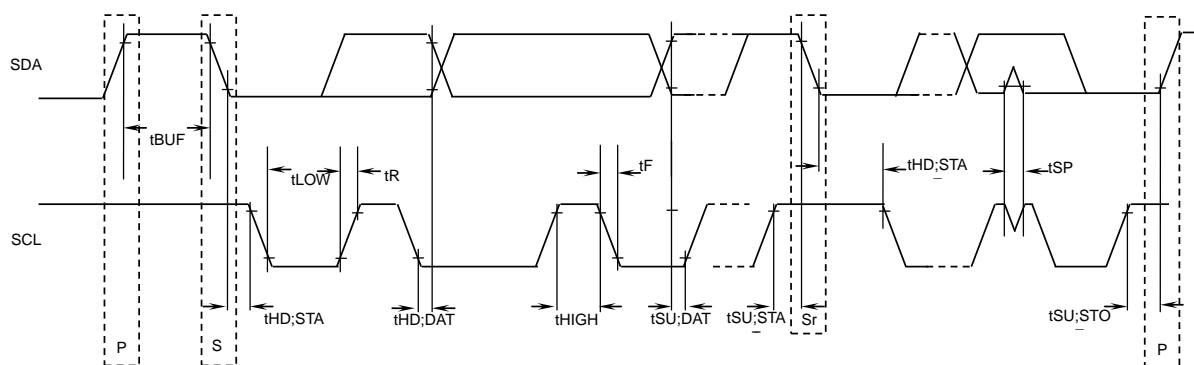 SDA
tBUF
tLOW
tR
tF
tHD;STA
tSP
SCL
tHD;STA
tHD;DAT
tHIGH
tSU;DAT
tSU;STA
Sr
tSU;STO
P
S
P